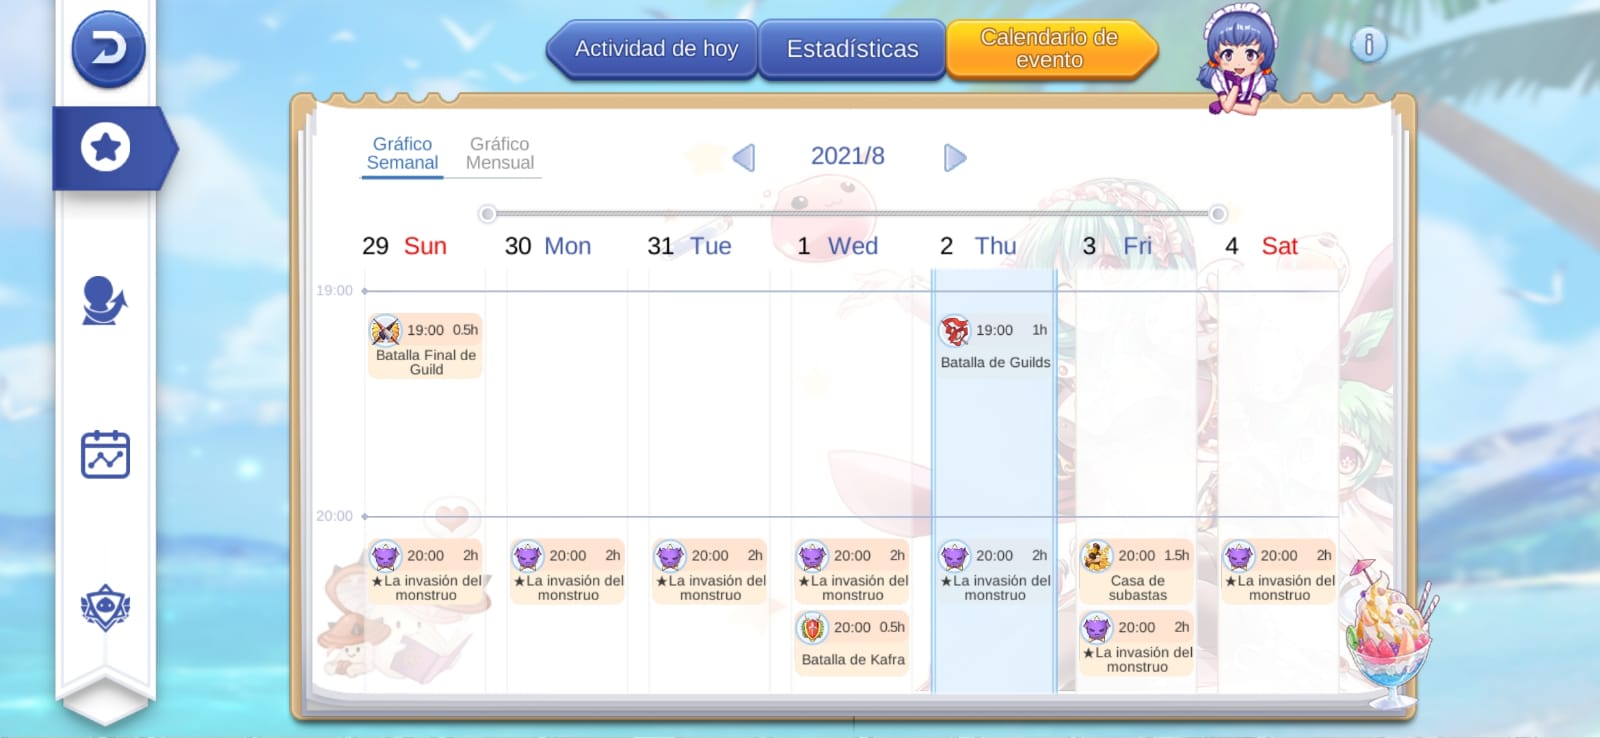 Actividad de hoy
Estadísticas
Calendario de
evento
Gráfico
Semanal
Gráfico
Mensual
2021/8
29 Sun
30 Mon
31 Tue
1 Wed
2 Thu
3 Fri
4 Sat
19:00
19:00 0.5h
Batalla Final de
Guild
19:00 1h
Batalla de Guilds
20:00
20:00 2h
★La invasión del
monstruo
20:00 2h
★La invasión del
monstruo
20:00 2h
★La invasión del
monstruo
20:00 2h
★La invasión del
monstruo
20:00 0.5h
Batalla de Kafra
20:00 2h
★La invasión del
monstruo
20:00 1.5h
Casa de
subastas
20:00 2h
★La invasión del
monstruo
20:00 2h
★La invasión del
monstruo